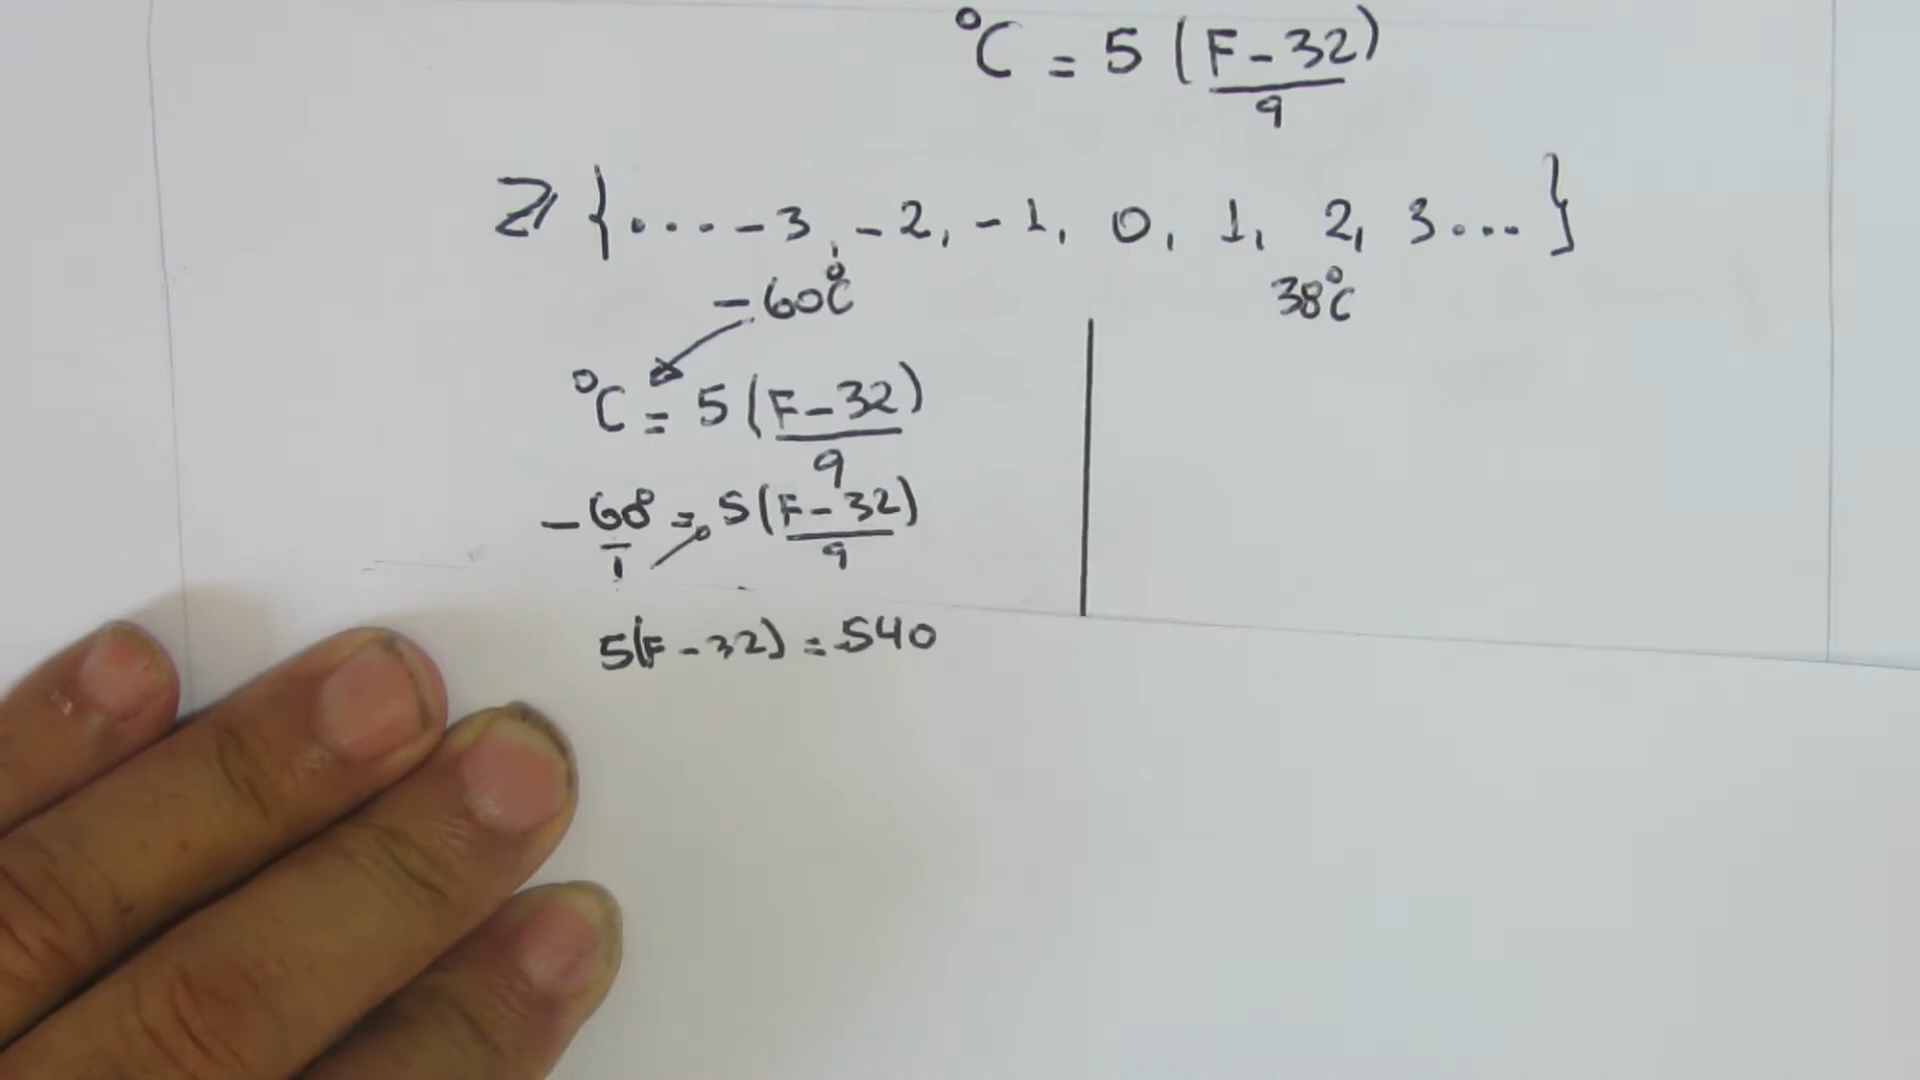 °C = 5 (F - 32)
9
Z {.... -3, -2, -1, 0, 1, 2, 3....}
-60°C
38°C
°C = 5 (F - 32)
9
-60 = 5 (F - 32)
1
9
5(F - 32) = 540